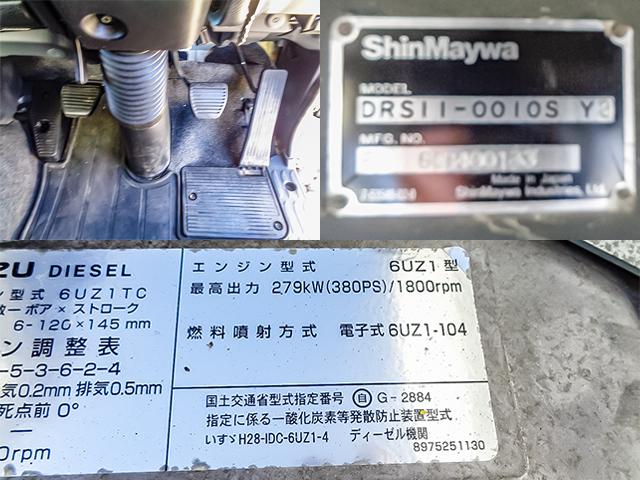 ShinMaywa
MODEL
DRS11-0010S Y
MFG. NO.
Made in Japan
ShinMaywa Industries, Ltd.
ZU DIESEL
ン型式 6UZ1TC
数ーボア×ストローク
6-120×145mm
ン調整表
-5-3-6-2-4
気0.2mm 排気0.5mm
死点前 0°
—
0rpm
エンジン型式 6UZ1型
最高出力 279kW(380PS)/1800rpm
燃料噴射方式 電子式6UZ1-104
国土交通省型式指定番号 自 G-2884
指定に係る一酸化炭素等発散防止装置型式
いすゞH28-IDC-6UZ1-4 ディーゼル機関
8975251130